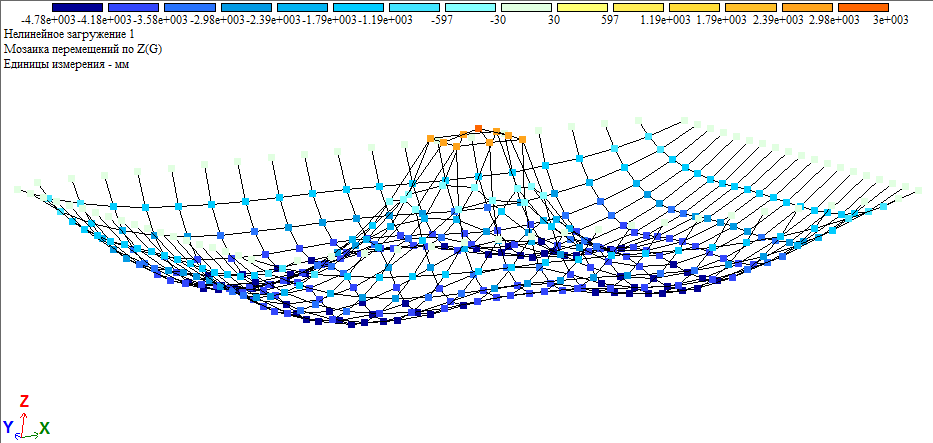 -4.78e+003 -4.18e+003 -3.58e+003 -2.98e+003 -2.39e+003 -1.79e+003 -1.19e+003 -597 -30 30 597 1.19e+003 1.79e+003 2.39e+003 2.98e+003 3e+003
Нелинейное загружение 1
Мозаика перемещений по Z(G)
Единицы измерения - мм
Z
Y X